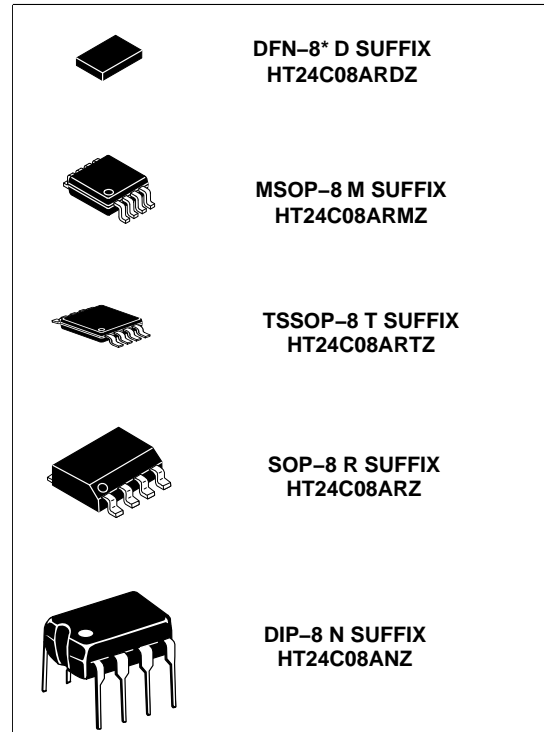 DFN–8* D SUFFIX
HT24C08ARDZ
MSOP–8 M SUFFIX
HT24C08ARMZ
TSSOP–8 T SUFFIX
HT24C08ARTZ
SOP–8 R SUFFIX
HT24C08ARZ
DIP–8 N SUFFIX
HT24C08ANZ